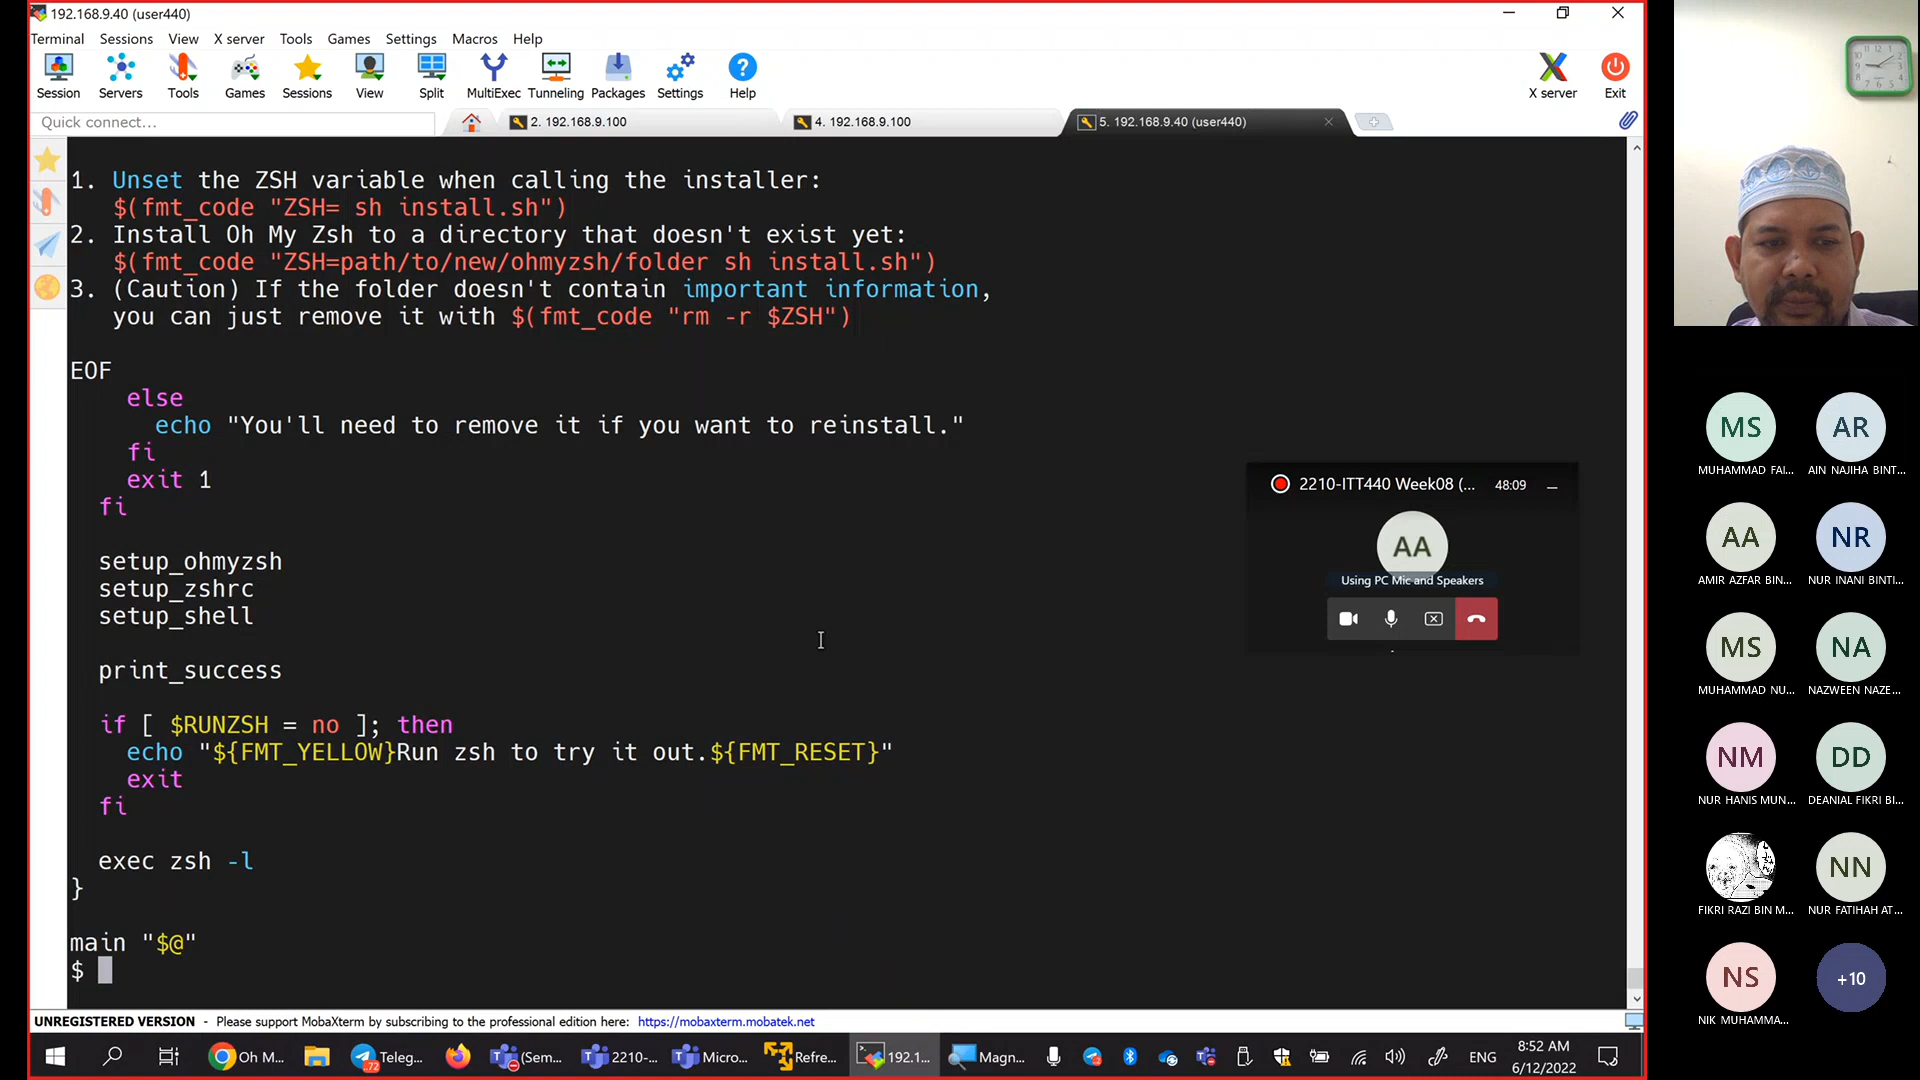 192.168.9.40 (user440)
Terminal Sessions View X server Tools Games Settings Macros Help
Session Servers Tools Games Sessions View Split MultiExec Tunneling Packages Settings Help X server Exit
Quick connect...
2. 192.168.9.100
4. 192.168.9.100
5. 192.168.9.40 (user440)
1. Unset the ZSH variable when calling the installer:
$(fmt_code "ZSH= sh install.sh")
2. Install Oh My Zsh to a directory that doesn't exist yet:
$(fmt_code "ZSH=path/to/new/ohmyzsh/folder sh install.sh")
3. (Caution) If the folder doesn't contain important information,
you can just remove it with $(fmt_code "rm -r $ZSH")
EOF
else
echo "You'll need to remove it if you want to reinstall."
fi
exit 1
fi
setup_ohmyzsh
setup_zshrc
setup_shell
print_success
if [ $RUNZSH = no ]; then
echo "${FMT_YELLOW}Run zsh to try it out.${FMT_RESET}"
exit
fi
exec zsh -l
}
main "$@"
$
2210-ITT440 Week08 (... 48:09
AA
Using PC Mic and Speakers
UNREGISTERED VERSION - Please support MobaXterm by subscribing to the professional edition here: https://mobaxterm.mobatek.net
Oh M... Teleg... (Sem... 2210-... Micro... Refre... 192.1... Magn... ENG
72
8:52 AM
6/12/2022
MS AR
MUHAMMAD FAI... AIN NAJIHA BINT...
AA NR
AMIR AZFAR BIN... NUR INANI BINTI...
MS NA
MUHAMMAD NU... NAZWEEN NAZE...
NM DD
NUR HANIS MUN... DEANIAL FIKRI BI...
NN
FIKRI RAZI BIN M... NUR FATIHAH AT...
NS +10
NIK MUHAMMA...